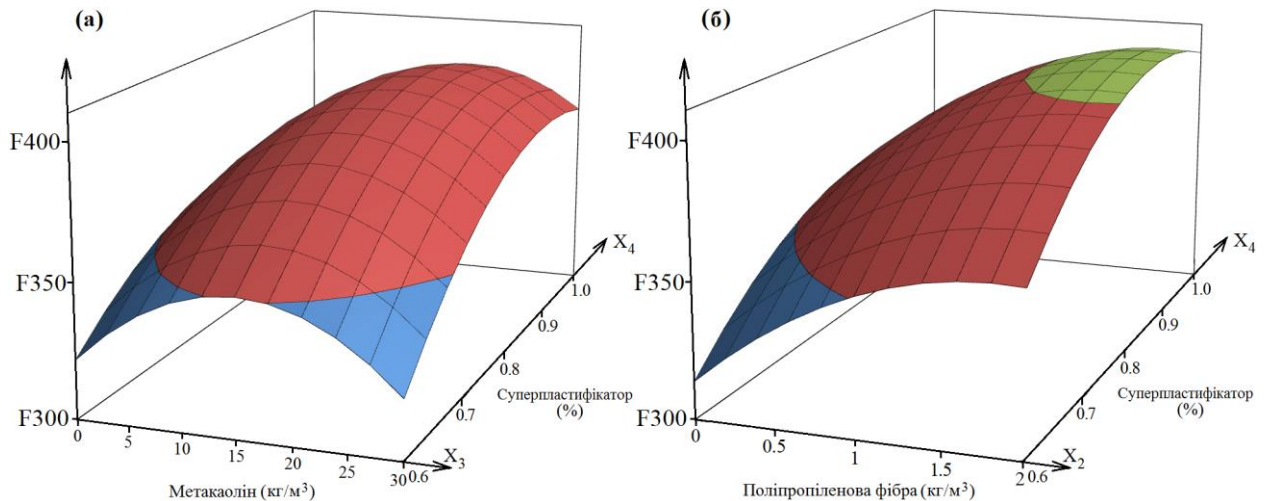 (а)
F400
F350
F300
0
5
10
15
20
25
30
0.6
0.7
0.8
0.9
1.0
X₃
X₄
Метакаолін (кг/м³)
Суперпластифікатор
(%)
(б)
F400
F350
F300
0
0.5
1
1.5
2
0.6
0.7
0.8
0.9
1.0
X₂
X₄
Поліпропіленова фібра (кг/м³)
Суперпластифікатор
(%)